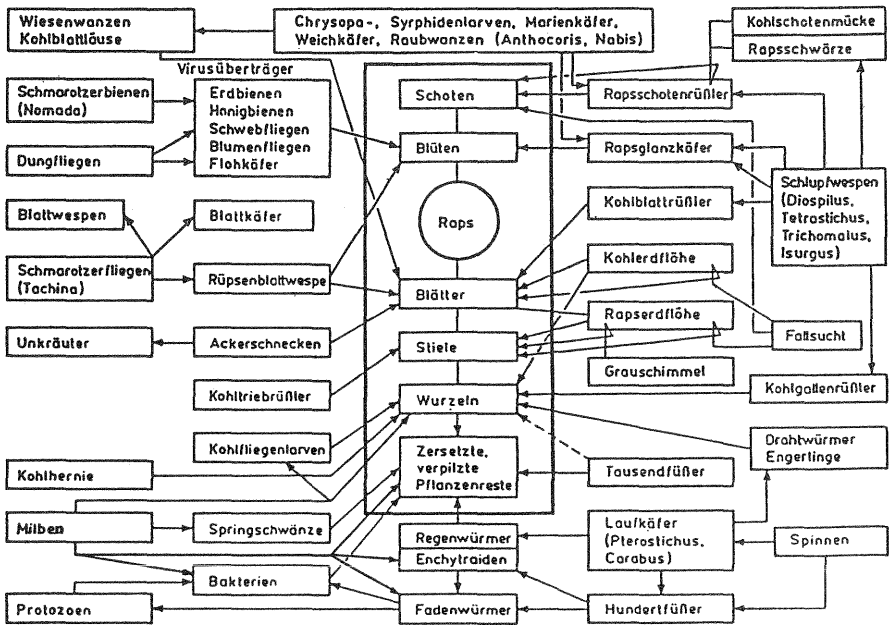 Wiesenwanzen
Kohlblattläuse
Chrysopa-, Syrphidenlarven, Marienkäfer,
Weichkäfer, Raubwanzen (Anthocoris, Nabis)
Kohlschotenmücke
Rapsschwärze
Virusüberträger
Schmarotzerbienen
(Nomada)
Erdbienen
Honigbienen
Schwebfliegen
Blumenfliegen
Flohkäfer
Schoten
Rapsschotenrüßler
Dungfliegen
Blüten
Rapsglanzkäfer
Schlupfwespen
(Diospilus,
Tetrastichus,
Trichomalus,
Isurgus)
Blattwespen
Blattkäfer
Raps
Kohlblattrüßler
Schmarotzerfliegen
(Tachina)
Rüpsenblattwespe
Blätter
Kohlerdflöhe
Rapserdflöhe
Unkräuter
Ackerschnecken
Stiele
Fallsucht
Grauschimmel
Kohltriebrüßler
Wurzeln
Kohlgallenrüßler
Kohlfliegenlarven
Zersetzte,
verpilzte
Pflanzenreste
Drahtwürmer
Engerlinge
Kohlhernie
Tausendfüßer
Milben
Springschwänze
Regenwürmer
Enchytraiden
Laufkäfer
(Pterostichus,
Carabus)
Spinnen
Bakterien
Protozoen
Fadenwürmer
Hundertfüßer